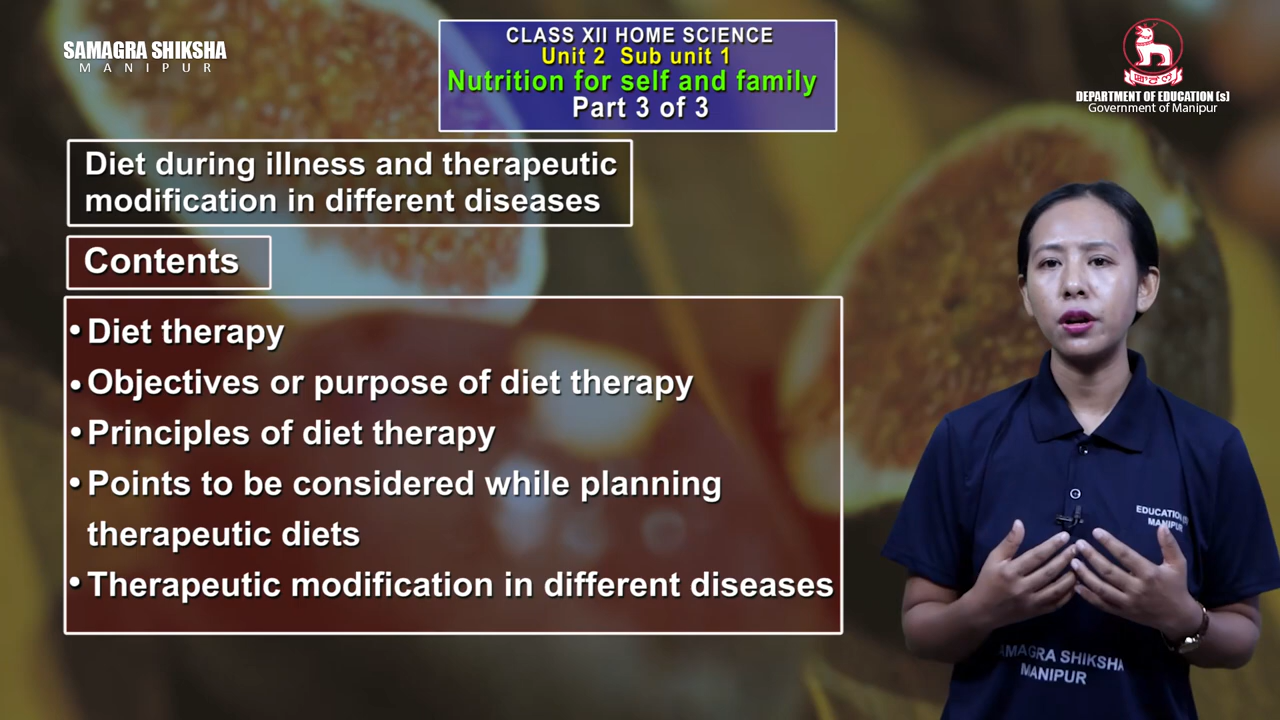 SAMAGRA SHIKSHA
MANIPUR
CLASS XII HOME SCIENCE
Unit 2 Sub unit 1
Nutrition for self and family
Part 3 of 3
DEPARTMENT OF EDUCATION (s)
Government of Manipur
Diet during illness and therapeutic
modification in different diseases
Contents
• Diet therapy
• Objectives or purpose of diet therapy
• Principles of diet therapy
• Points to be considered while planning
therapeutic diets
• Therapeutic modification in different diseases
EDUCATION
MANIPUR
AMAGRA SHIKSHA
MANIPUR